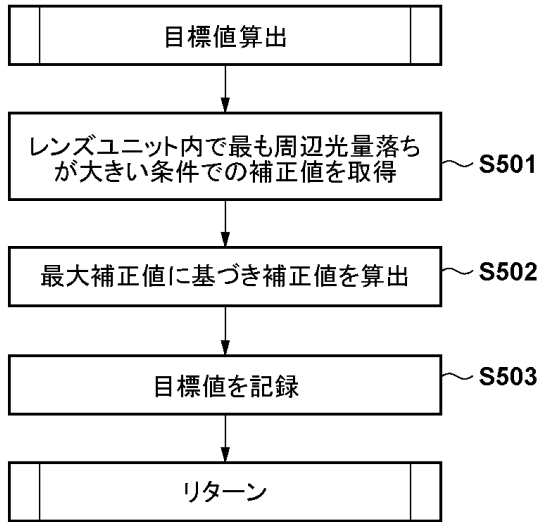 目標値算出
レンズユニット内で最も周辺光量落ち
が大きい条件での補正値を取得
S501
最大補正値に基づき補正値を算出
S502
目標値を記録
S503
リターン